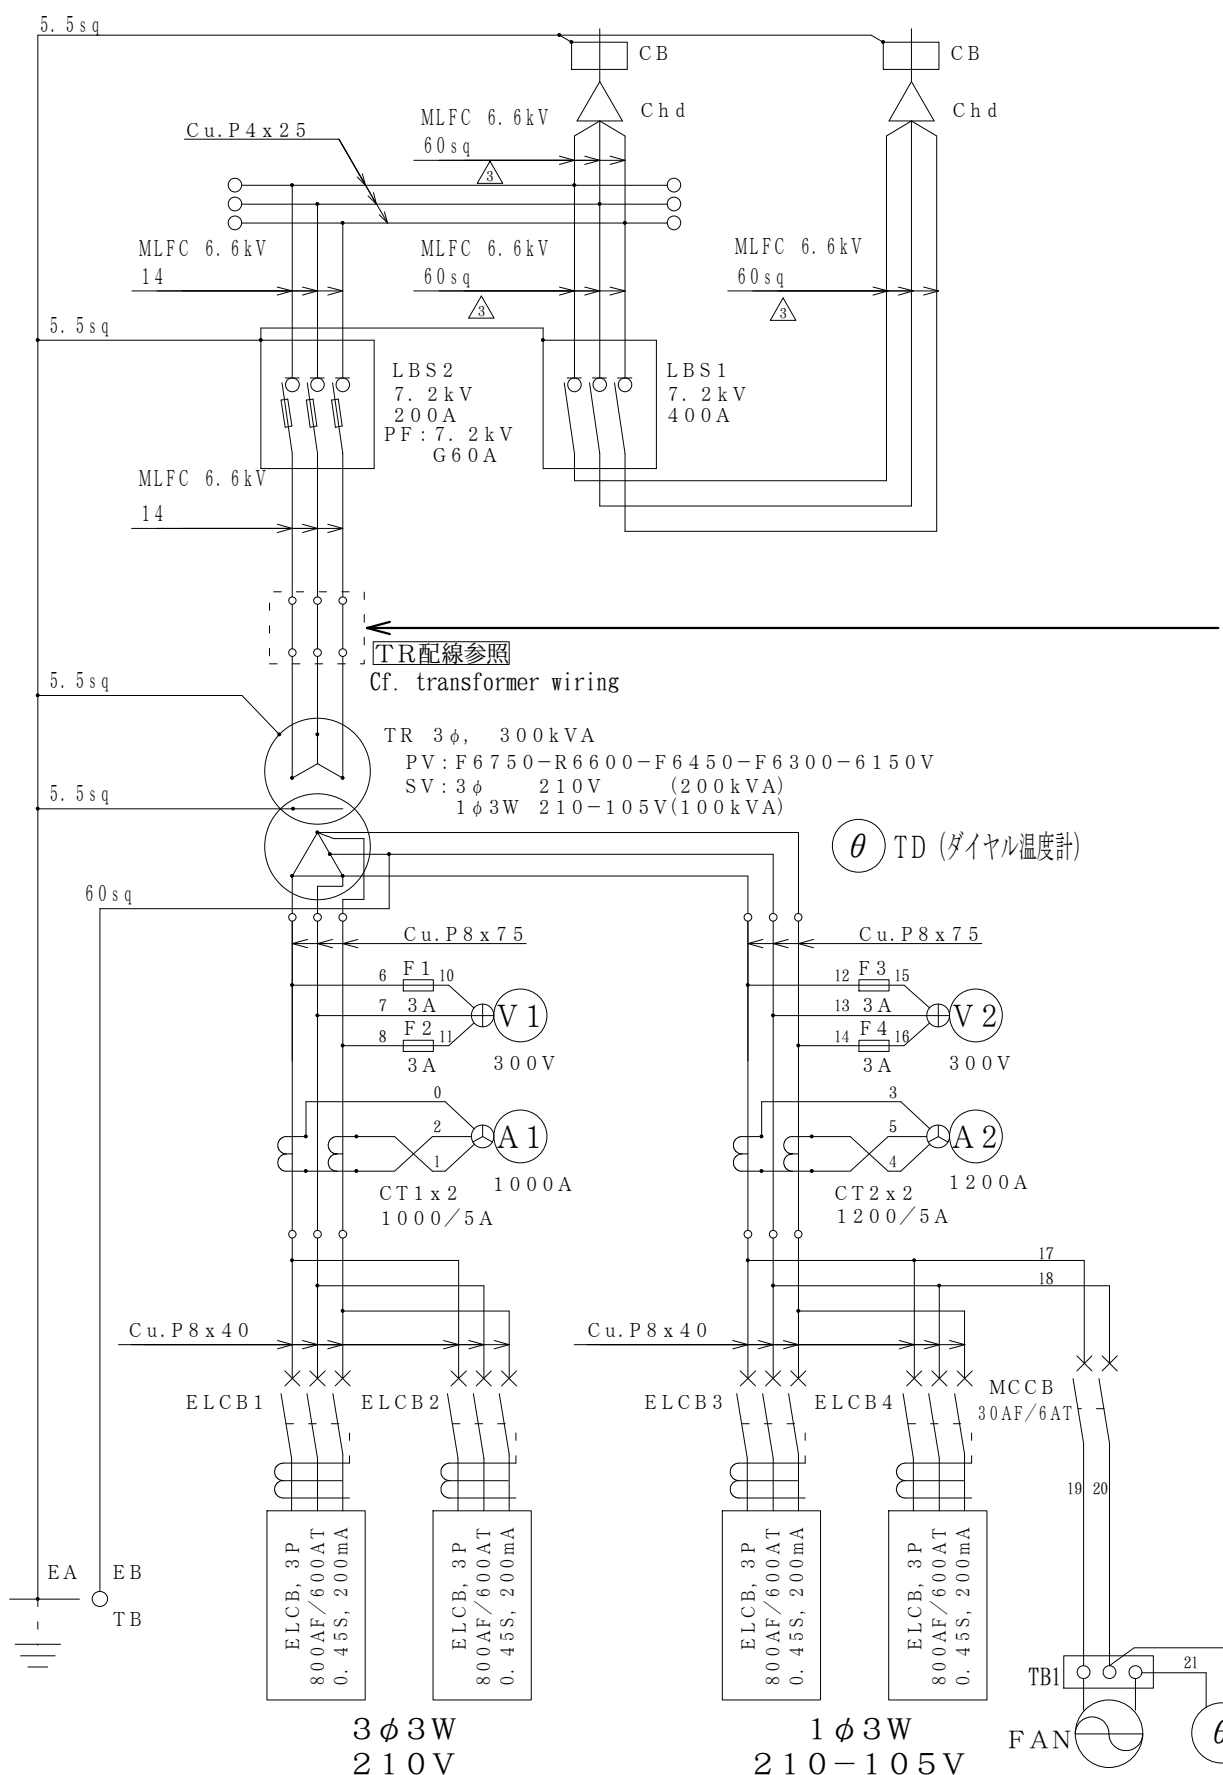 5.5sq
CB
CB
Chd
Chd
MLFC 6.6kV
60sq
3
Cu.P4x25
MLFC 6.6kV
14
MLFC 6.6kV
60sq
3
MLFC 6.6kV
60sq
3
5.5sq
LBS2
7.2kV
200A
PF:7.2kV
G60A
LBS1
7.2kV
400A
MLFC 6.6kV
14
TR配線参照
Cf. transformer wiring
5.5sq
TR 3φ, 300kVA
PV:F6750-R6600-F6450-F6300-6150V
SV:3φ 210V (200kVA)
1φ3W 210-105V(100kVA)
5.5sq
θ TD (ダイヤル温度計)
60sq
Cu.P8x75
Cu.P8x75
6 F1 10
3A
7
V1
8 F2 11
3A
300V
12 F3 15
3A
13
V2
14 F4 16
3A
300V
0
2
1
A1
1000A
CT1x2
1000/5A
3
5
4
A2
1200A
CT2x2
1200/5A
17
18
Cu.P8x40
Cu.P8x40
ELCB1
ELCB2
ELCB3
ELCB4
MCCB
30AF/6AT
19 20
ELCB, 3P
800AF/600AT
0.45S, 200mA
ELCB, 3P
800AF/600AT
0.45S, 200mA
ELCB, 3P
800AF/600AT
0.45S, 200mA
ELCB, 3P
800AF/600AT
0.45S, 200mA
EA
EB
TB
TB1
21
FAN
θ
3φ3W
210V
1φ3W
210-105V